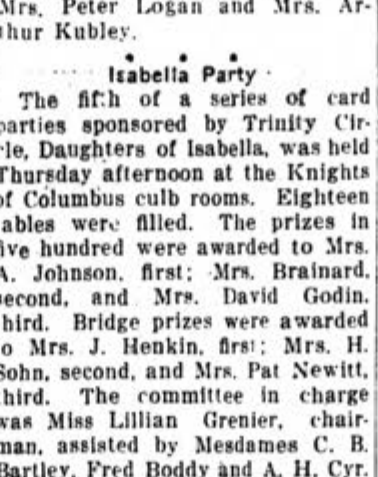 Mrs. Peter Logan and Mrs. Ar-
thur Kubley.
Isabella Party
The fifth of a series of card
parties sponsored by Trinity Cir-
cle, Daughters of Isabella, was held
Thursday afternoon at the Knights
of Columbus culb rooms. Eighteen
tables were filled. The prizes in
five hundred were awarded to Mrs.
A. Johnson, first; Mrs. Brainard,
second, and Mrs. David Godin,
third. Bridge prizes were awarded
to Mrs. J. Henkin, first; Mrs. H.
Sohn, second, and Mrs. Pat Newitt,
third. The committee in charge
was Miss Lillian Grenier, chair-
man, assisted by Mesdames C. B.
Bartley, Fred Boddy and A. H. Cyr.